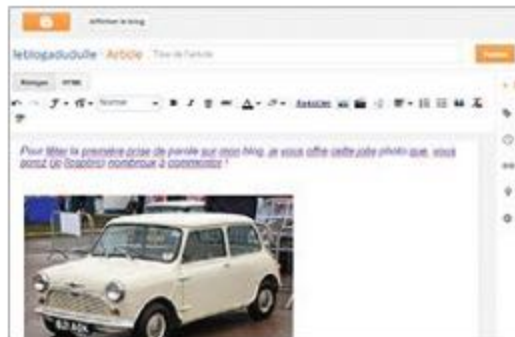 Afficher le blog
leblogadudulle · Article Titre de l'article
Rédiger HTML
Normal
Pour fêter la première prise de parole sur mon blog, je vous offre cette jolie photo que, vous
serez (je l'espère) nombreux à commenter !